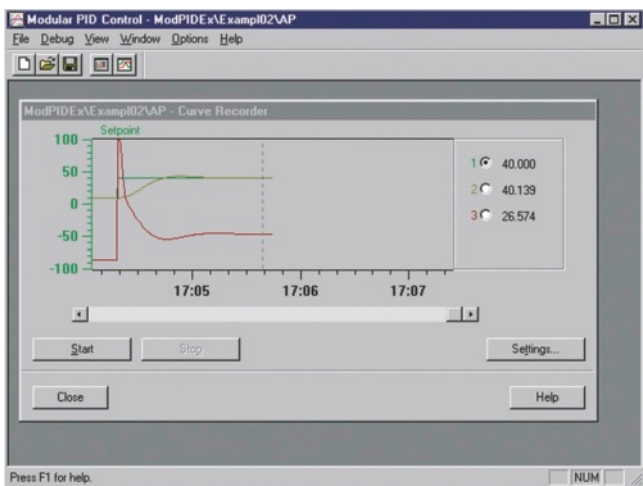 Modular PID Control - ModPIDEx\Exampl02\AP
File Debug View Window Options Help
ModPIDEx\Exampl02\AP - Curve Recorder
Setpoint
100
50
0
-50
-100
17:05 17:06 17:07
1 40.000
2 40.139
3 26.574
Start Stop Settings...
Close Help
Press F1 for help. NUM